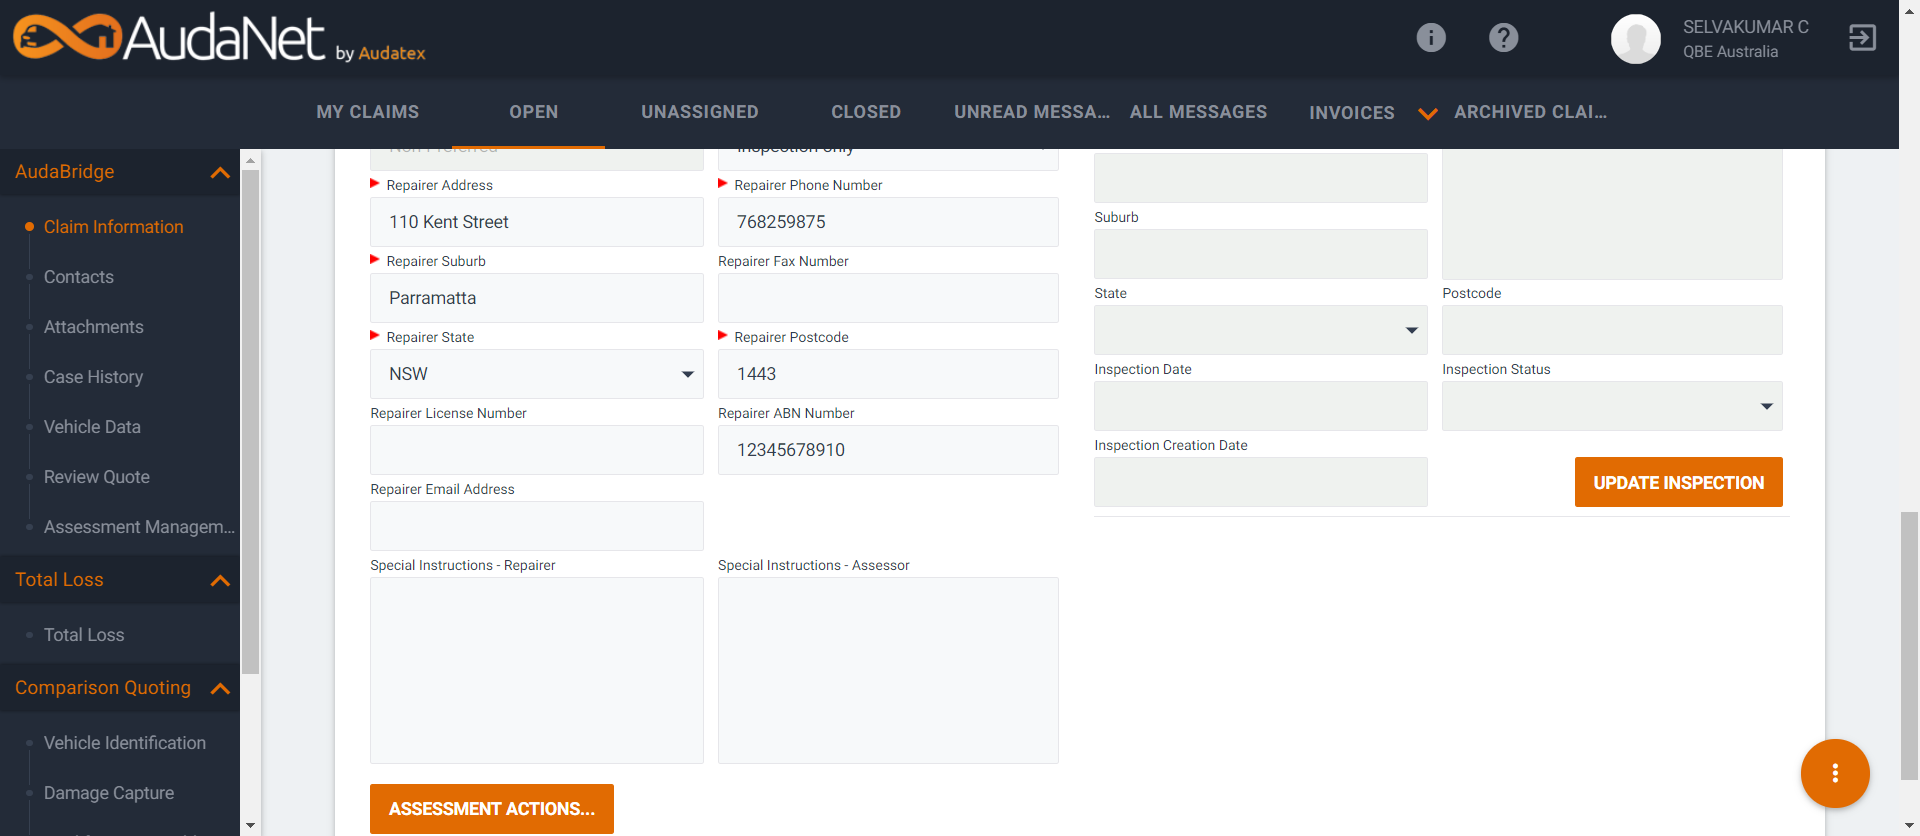 AudaNet by Audatex
SELVAKUMAR C
QBE Australia
MY CLAIMS
OPEN
UNASSIGNED
CLOSED
UNREAD MESSA...
ALL MESSAGES
INVOICES
ARCHIVED CLAI...
AudaBridge
Claim Information
Contacts
Attachments
Case History
Vehicle Data
Review Quote
Assessment Managem...
Total Loss
Total Loss
Comparison Quoting
Vehicle Identification
Damage Capture
Non Preferred
Inspection Only
Repairer Address
Repairer Phone Number
110 Kent Street
768259875
Repairer Suburb
Repairer Fax Number
Parramatta
Repairer State
Repairer Postcode
NSW
1443
Repairer License Number
Repairer ABN Number
12345678910
Repairer Email Address
Special Instructions - Repairer
Special Instructions - Assessor
ASSESSMENT ACTIONS...
Suburb
State
Postcode
Inspection Date
Inspection Status
Inspection Creation Date
UPDATE INSPECTION